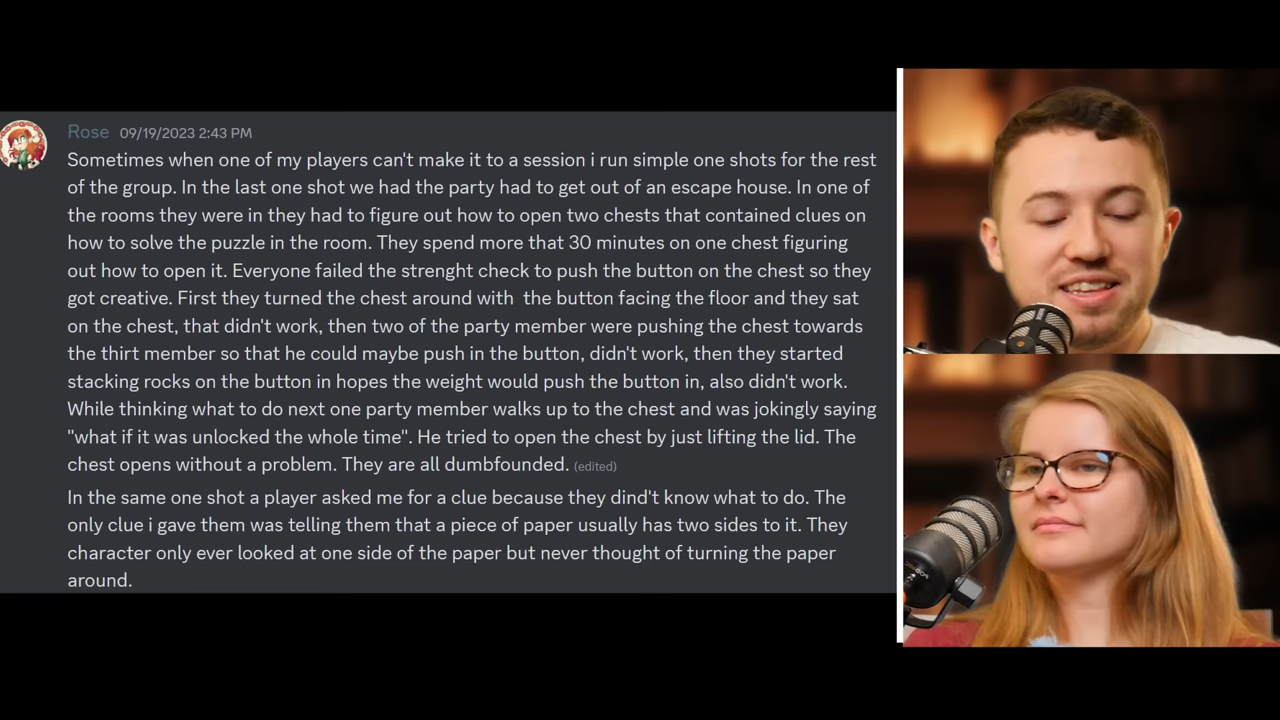 Rose 09/19/2023 2:43 PM
Sometimes when one of my players can't make it to a session i run simple one shots for the rest
of the group. In the last one shot we had the party had to get out of an escape house. In one of
the rooms they were in they had to figure out how to open two chests that contained clues on
how to solve the puzzle in the room. They spend more that 30 minutes on one chest figuring
out how to open it. Everyone failed the strenght check to push the button on the chest so they
got creative. First they turned the chest around with the button facing the floor and they sat
on the chest, that didn't work, then two of the party member were pushing the chest towards
the thirt member so that he could maybe push in the button, didn't work, then they started
stacking rocks on the button in hopes the weight would push the button in, also didn't work.
While thinking what to do next one party member walks up to the chest and was jokingly saying
"what if it was unlocked the whole time". He tried to open the chest by just lifting the lid. The
chest opens without a problem. They are all dumbfounded. (edited)
In the same one shot a player asked me for a clue because they dind't know what to do. The
only clue i gave them was telling them that a piece of paper usually has two sides to it. They
character only ever looked at one side of the paper but never thought of turning the paper
around.